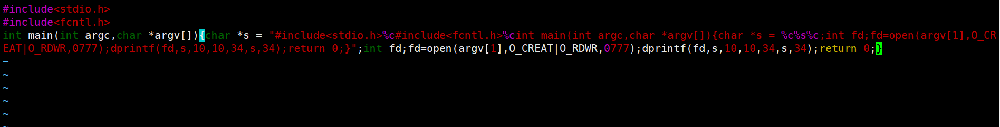 #include<stdio.h>
#include<fcntl.h>
int main(int argc,char *argv[]){char *s = "#include<stdio.h>%c#include<fcntl.h>%cint main(int argc,char *argv[]){char *s = %c%s%c;int fd;fd=open(argv[1],O_CR
EAT|O_RDWR,0777);dprintf(fd,s,10,10,34,s,34);return 0;}";int fd;fd=open(argv[1],O_CREAT|O_RDWR,0777);dprintf(fd,s,10,10,34,s,34);return 0;}
~
~
~
~
~